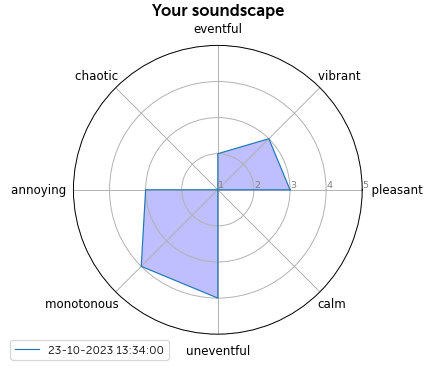 Your soundscape
eventful
chaotic
vibrant
annoying
1 2 3 4 5
pleasant
monotonous
calm
uneventful
23-10-2023 13:34:00